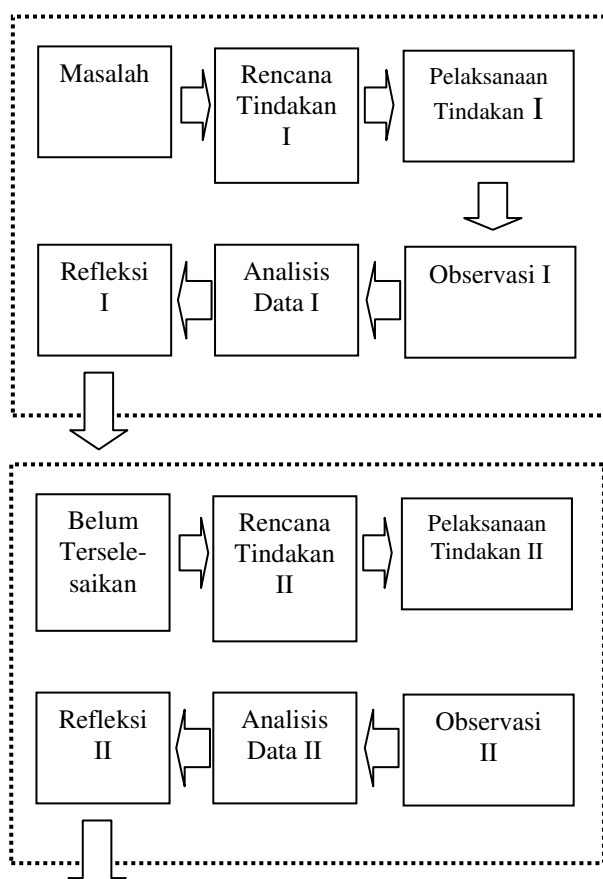 Masalah
Rencana
Tindakan
I
Pelaksanaan
Tindakan I
Refleksi
I
Analisis
Data I
Observasi I
Belum
Tersele-
saikan
Rencana
Tindakan
II
Pelaksanaan
Tindakan II
Refleksi
II
Analisis
Data II
Observasi
II